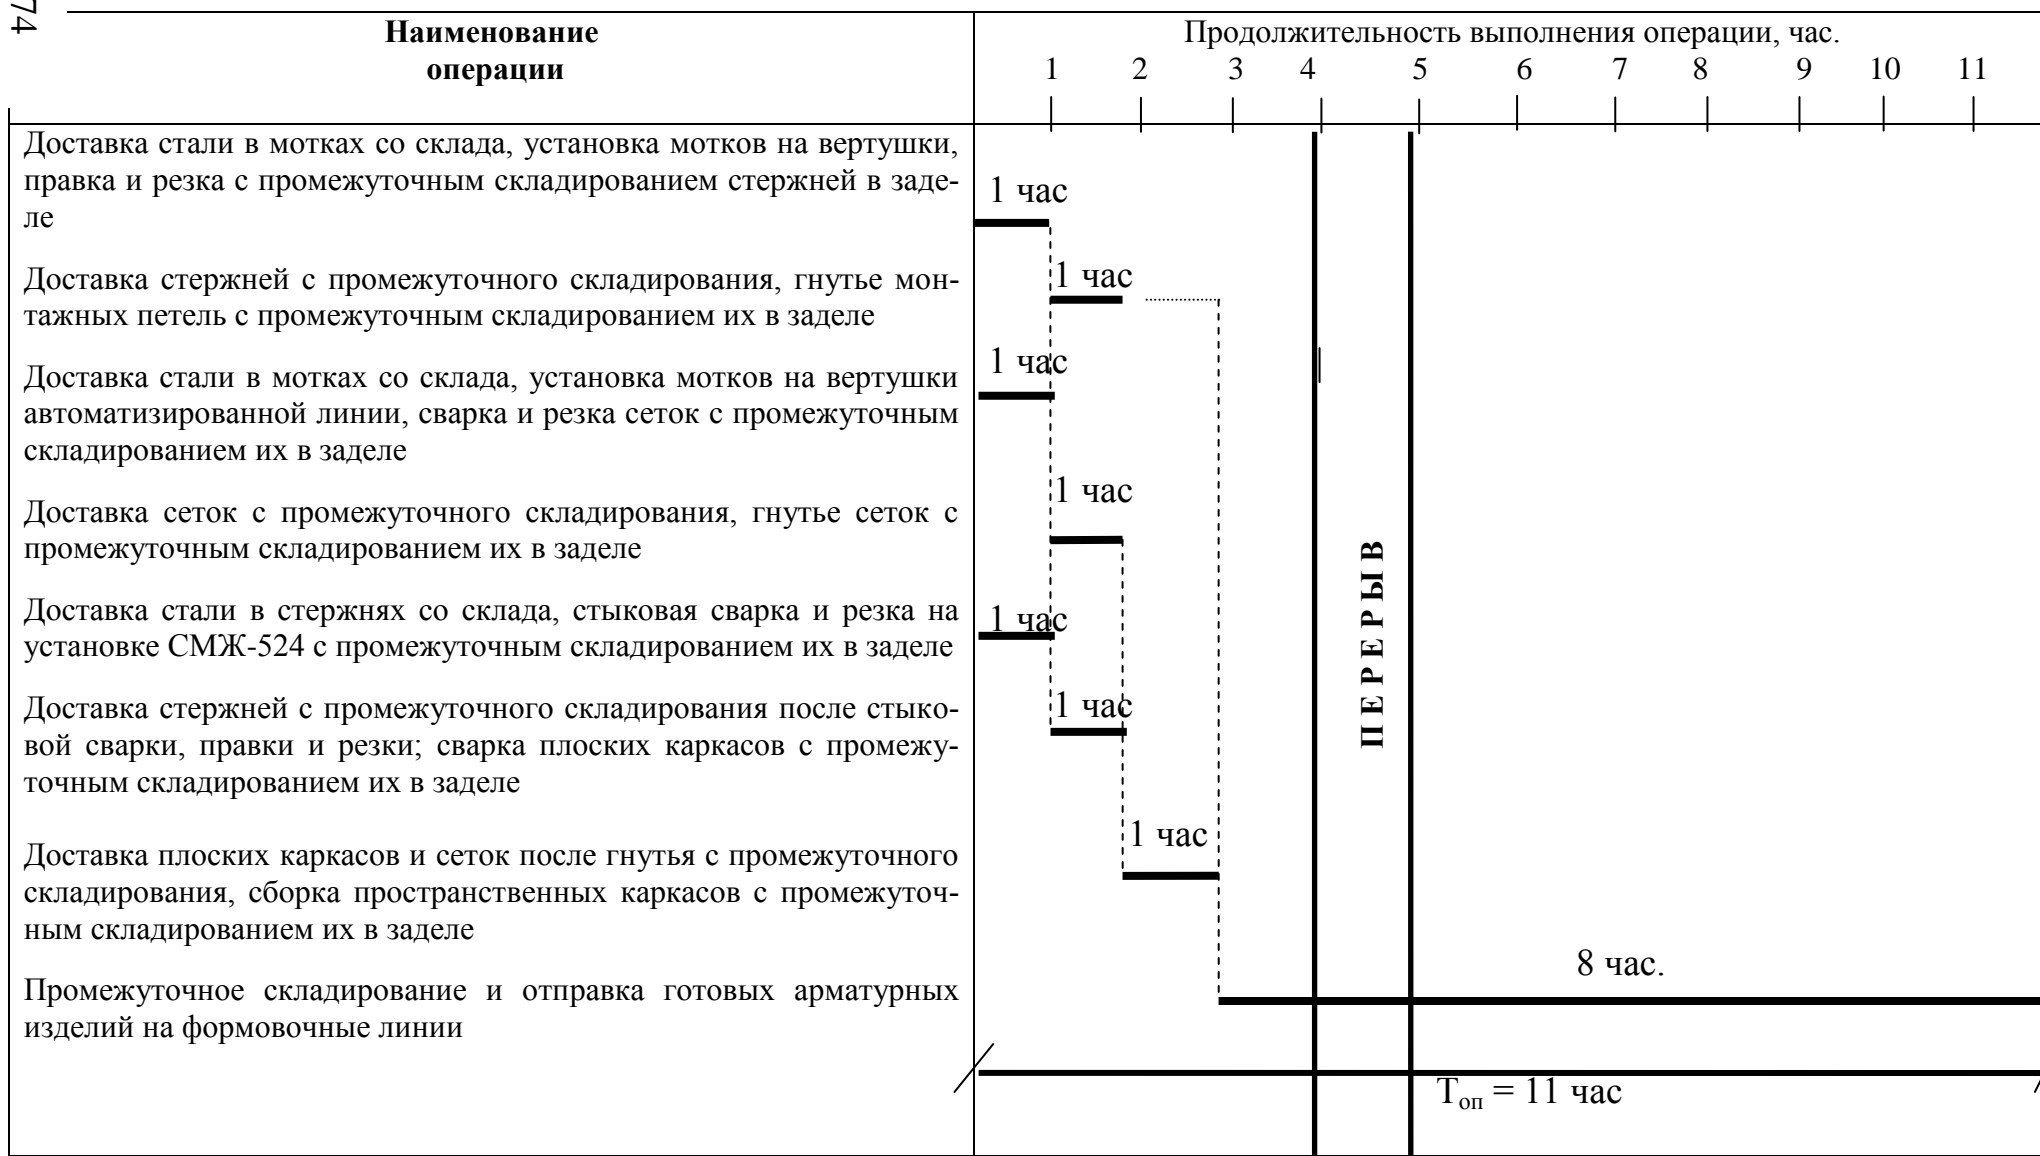 74
Наименование
операции
Продолжительность выполнения операции, час.
1 2 3 4 5 6 7 8 9 10 11
Доставка стали в мотках со склада, установка мотков на вертушки,
правка и резка с промежуточным складированием стержней в заде-
ле
1 час
Доставка стержней с промежуточного складирования, гнутье мон-
тажных петель с промежуточным складированием их в заделе
1 час
Доставка стали в мотках со склада, установка мотков на вертушки
автоматизированной линии, сварка и резка сеток с промежуточным
складированием их в заделе
1 час
Доставка сеток с промежуточного складирования, гнутье сеток с
промежуточным складированием их в заделе
1 час
Доставка стали в стержнях со склада, стыковая сварка и резка на
установке СМЖ-524 с промежуточным складированием их в заделе
1 час
Доставка стержней с промежуточного складирования после стыко-
вой сварки, правки и резки; сварка плоских каркасов с промежу-
точным складированием их в заделе
1 час
Доставка плоских каркасов и сеток после гнутья с промежуточного
складирования, сборка пространственных каркасов с промежуточ-
ным складированием их в заделе
1 час
Промежуточное складирование и отправка готовых арматурных
изделий на формовочные линии
8 час.
П Е Р Е Р Ы В
Tоп = 11 час